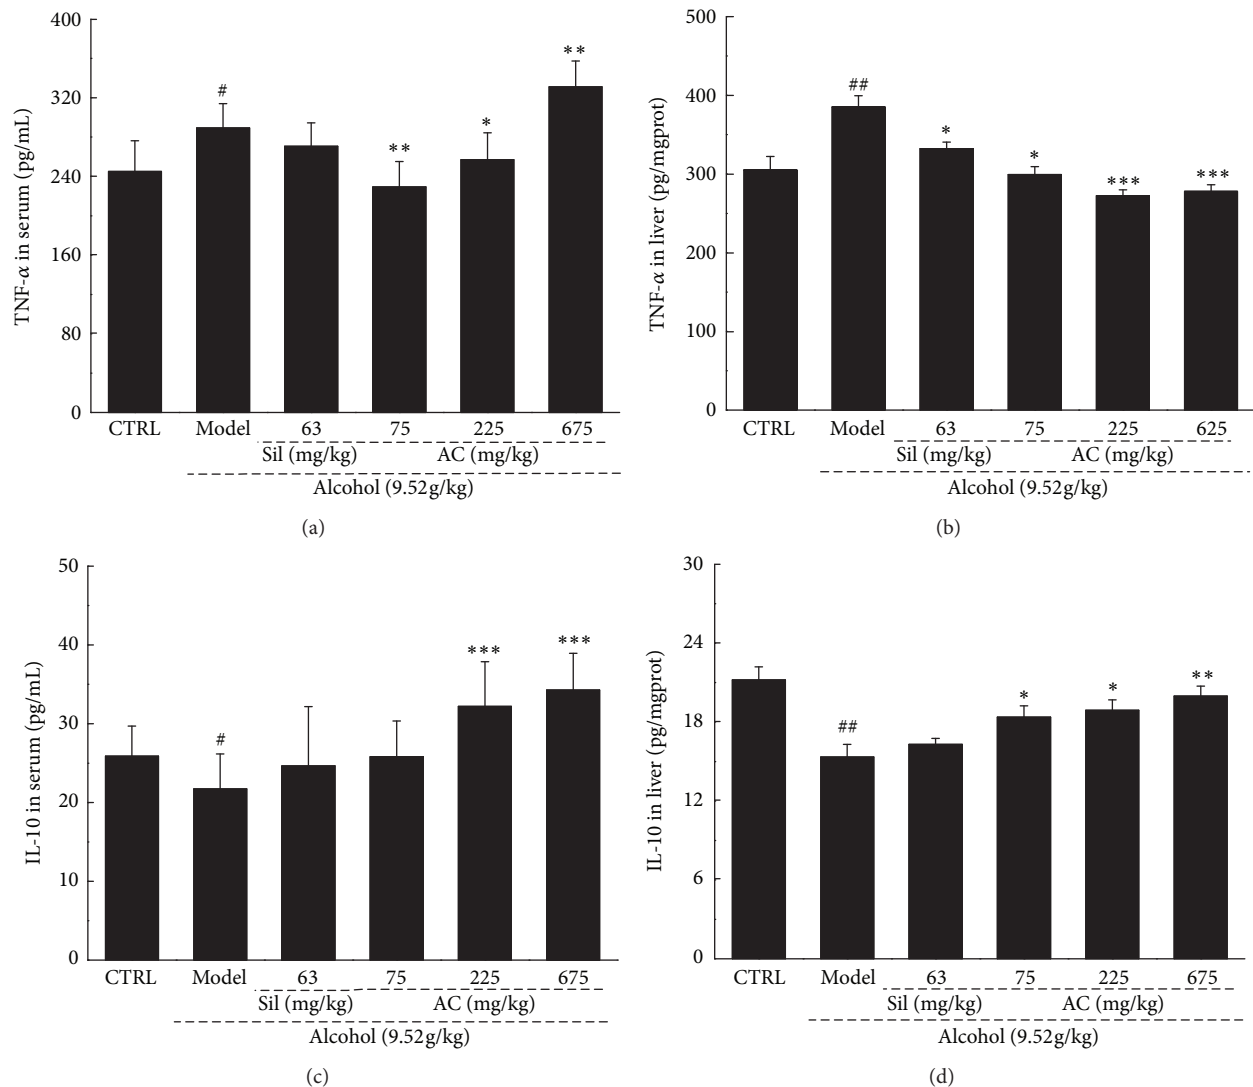 400
320
240
160
80
0
TNF-α in serum (pg/mL)
#
**
*
**
CTRL Model 63 75 225 675
Sil (mg/kg) AC (mg/kg)
Alcohol (9.52g/kg)
(a)
500
400
300
200
100
0
TNF-α in liver (pg/mgprot)
##
*
*
***
***
CTRL Model 63 75 225 625
Sil (mg/kg) AC (mg/kg)
Alcohol (9.52g/kg)
(b)
50
40
30
20
10
0
IL-10 in serum (pg/mL)
#
***
***
CTRL Model 63 75 225 675
Sil (mg/kg) AC (mg/kg)
Alcohol (9.52g/kg)
(c)
30
24
18
12
6
0
IL-10 in liver (pg/mgprot)
##
*
*
**
CTRL Model 63 75 225 675
Sil (mg/kg) AC (mg/kg)
Alcohol (9.52g/kg)
(d)